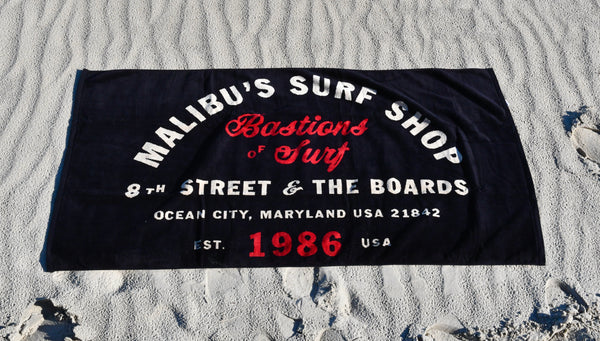 MALIBU'S SURF SHOP
Bastions
OF Surf
8TH STREET & THE BOARDS
OCEAN CITY, MARYLAND USA 21842
EST. 1986 USA